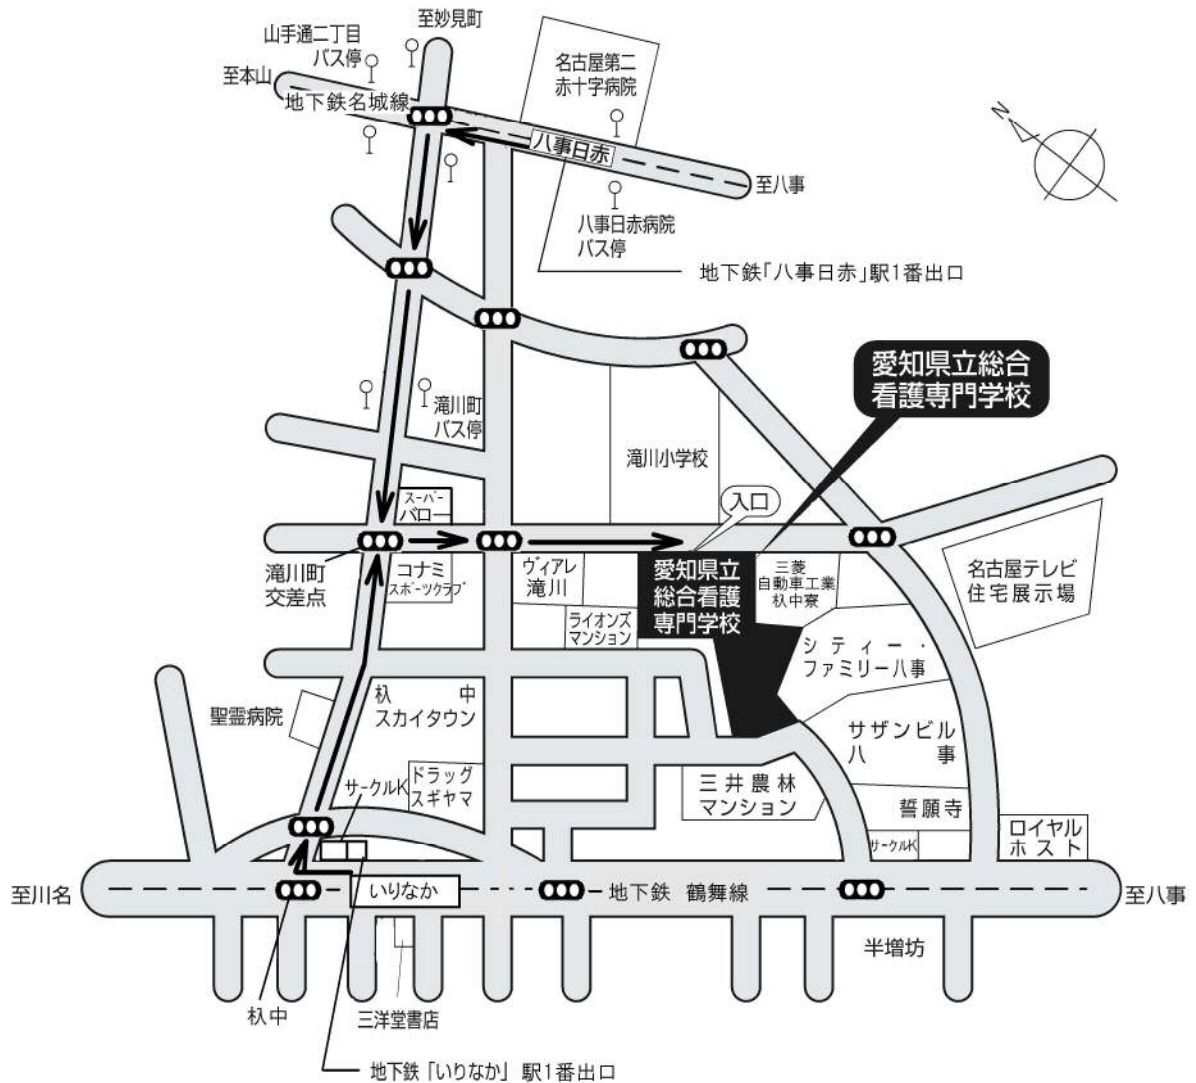 至妙見町
山手通二丁目
バス停
至本山
地下鉄名城線
名古屋第二
赤十字病院
八事日赤
至八事
N
八事日赤病院
バス停
地下鉄「八事日赤」駅1番出口
愛知県立総合
看護専門学校
滝川町
バス停
滝川小学校
スーパー
バロー
入口
滝川町
交差点
コナミ
スポーツクラブ
ヴィアレ
滝川
ライオンズ
マンション
愛知県立
総合看護
専門学校
三菱
自動車工業
杁中寮
名古屋テレビ
住宅展示場
シティー・
ファミリー八事
聖霊病院
杁中
スカイタウン
サザンビル
八事
サークルK
ドラッグ
スギヤマ
三井農林
マンション
誓願寺
サークルK
ロイヤル
ホスト
至川名
いりなか
地下鉄 鶴舞線
至八事
半増坊
杁中
三洋堂書店
地下鉄「いりなか」駅1番出口